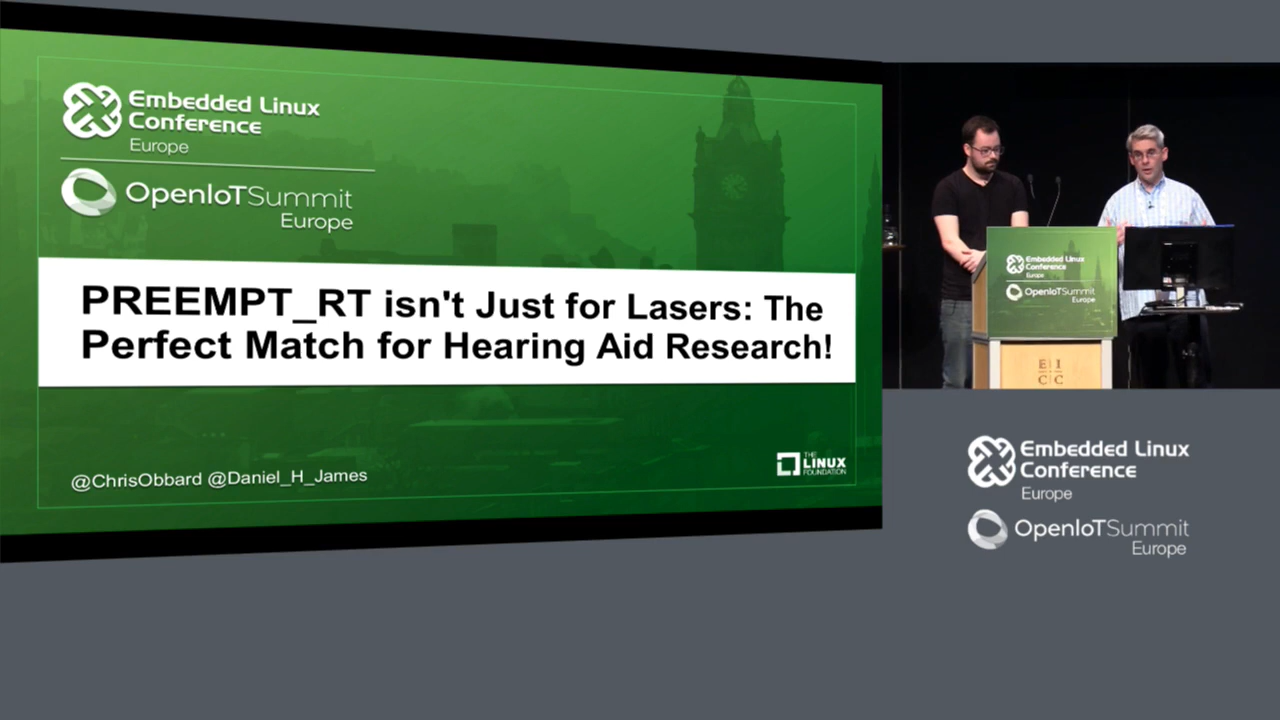 Embedded Linux
Conference
Europe
OpenIoTSummit
Europe
PREEMPT_RT isn't Just for Lasers: The
Perfect Match for Hearing Aid Research!
@ChrisObbard @Daniel_H_James
THE
LINUX
FOUNDATION
Embedded Linux
Conference
Europe
OpenIoTSummit
Europe
E I
C C
Embedded Linux
Conference
Europe
OpenIoTSummit
Europe